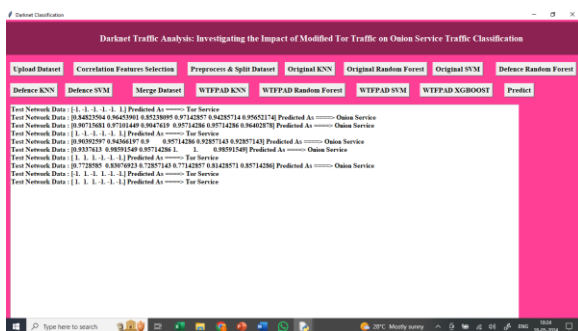 Darknet Classification
Darknet Traffic Analysis: Investigating the Impact of Modified Tor Traffic on Onion Service Traffic Classification
Upload Dataset Correlation Features Selection Preprocess & Split Dataset Original KNN Original Random Forest Original SVM Defence Random Forest
Defence KNN Defence SVM Merge Dataset WTFPAD KNN WTFPAD Random Forest WTFPAD SVM WTFPAD XGBOOST Predict
Test Network Data : [-1. -1. -1. -1. -1. 1.] Predicted As ====> Tor Service
Test Network Data : [0.84823504 0.96453901 0.85238095 0.97142857 0.94285714 0.95652174] Predicted As ====> Onion Service
Test Network Data : [0.90715681 0.97101449 0.9047619 0.95714286 0.95714286 0.96402878] Predicted As ====> Onion Service
Test Network Data : [ 1. -1. -1. -1. -1. -1.] Predicted As ====> Tor Service
Test Network Data : [0.90392597 0.94366197 0.9 0.95714286 0.92857143 0.92857143] Predicted As ====> Onion Service
Test Network Data : [0.9337613 0.98591549 0.95714286 1. 1. 0.98591549] Predicted As ====> Onion Service
Test Network Data : [ 1. 1. 1. -1. -1. -1.] Predicted As ====> Tor Service
Test Network Data : [0.7728585 0.83076923 0.72857143 0.77142857 0.81428571 0.85714286] Predicted As ====> Onion Service
Test Network Data : [-1. 1. -1. 1. -1. -1.] Predicted As ====> Tor Service
Test Network Data : [ 1. 1. 1. -1. -1. -1.] Predicted As ====> Tor Service
Type here to search 28°C Mostly sunny ENG 18:24